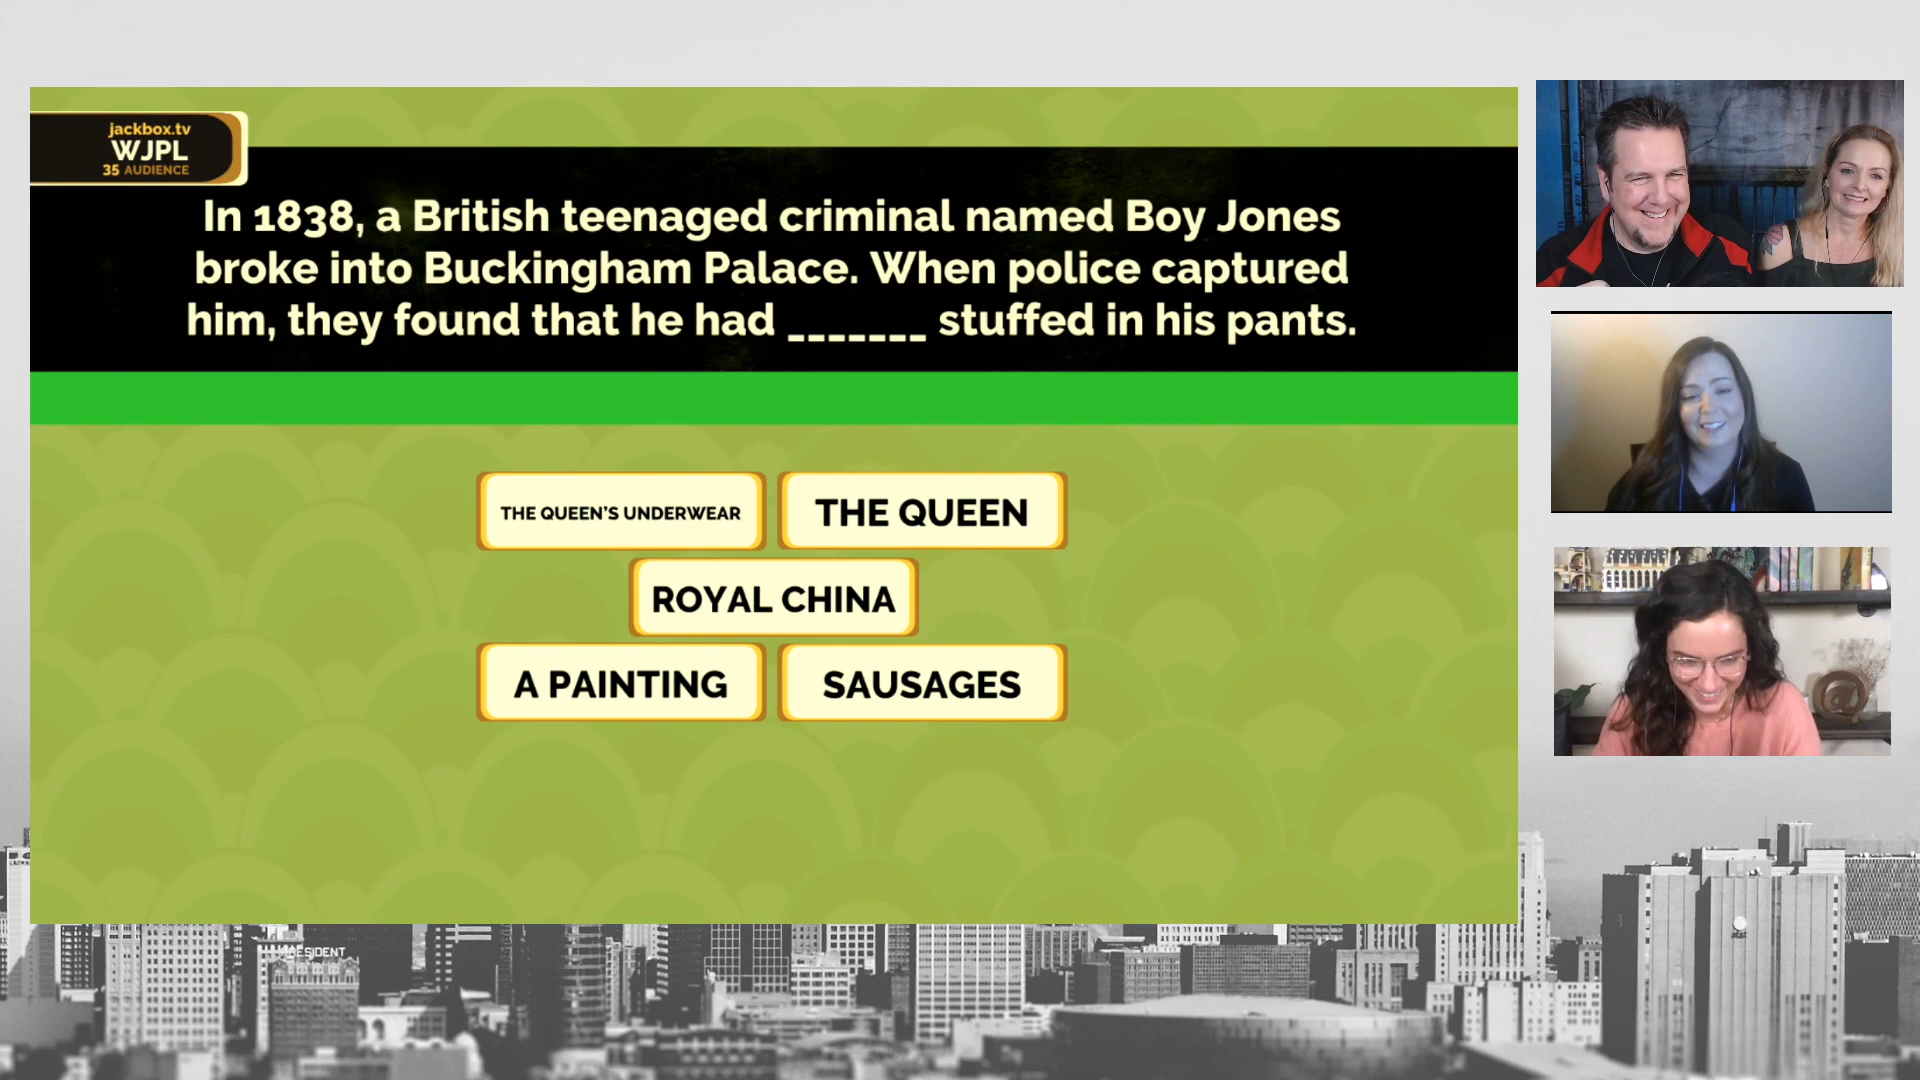 jackbox.tv
WJPL
35 AUDIENCE
In 1838, a British teenaged criminal named Boy Jones
broke into Buckingham Palace. When police captured
him, they found that he had _______ stuffed in his pants.
THE QUEEN'S UNDERWEAR
THE QUEEN
ROYAL CHINA
A PAINTING
SAUSAGES
PRESIDENT
at&t